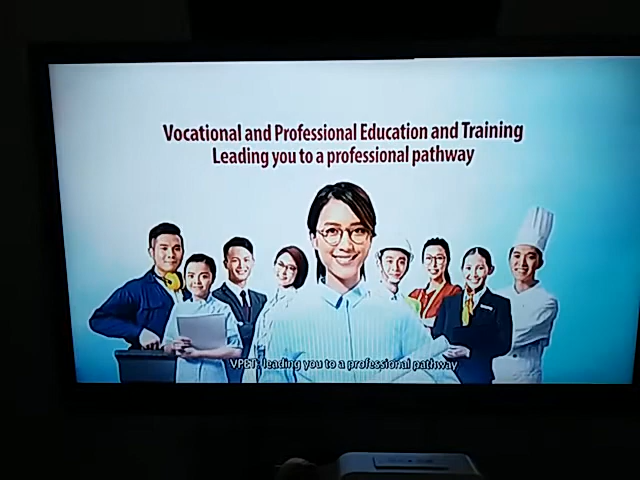 Vocational and Professional Education and Training
Leading you to a professional pathway
VPET: leading you to a professional pathway